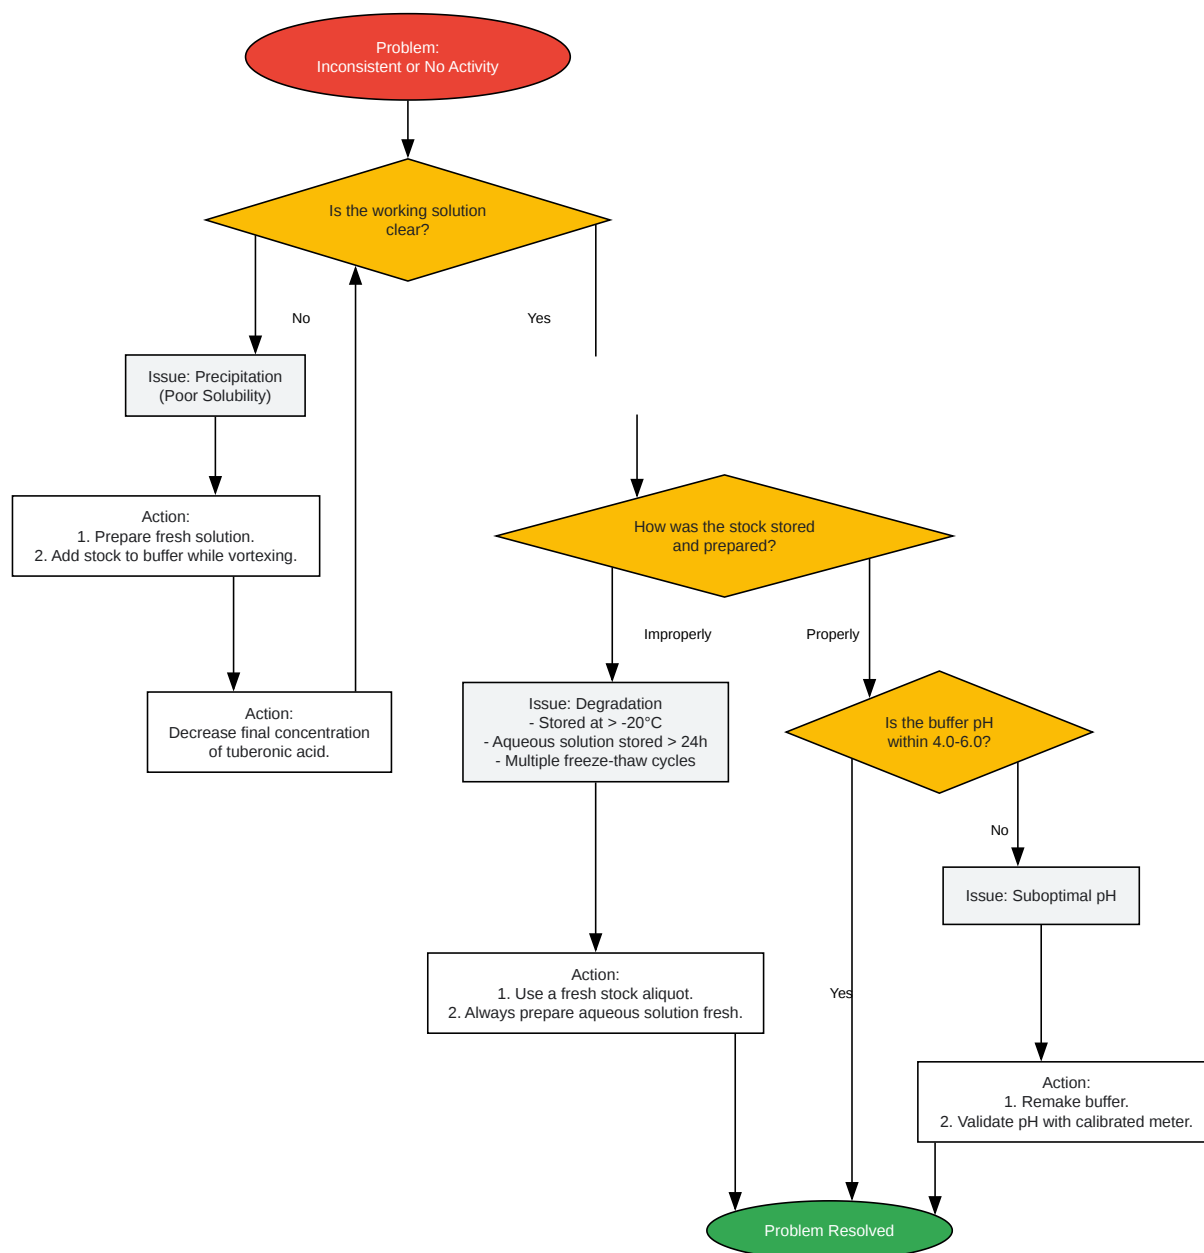 Problem:
Inconsistent or No Activity
Is the working solution
clear?
No
Yes
Issue: Precipitation
(Poor Solubility)
Action:
1. Prepare fresh solution.
2. Add stock to buffer while vortexing.
How was the stock stored
and prepared?
Improperly
Properly
Action:
Decrease final concentration
of tuberonic acid.
Issue: Degradation
- Stored at > -20°C
- Aqueous solution stored > 24h
- Multiple freeze-thaw cycles
Is the buffer pH
within 4.0-6.0?
No
Issue: Suboptimal pH
Action:
1. Use a fresh stock aliquot.
2. Always prepare aqueous solution fresh.
Yes
Action:
1. Remake buffer.
2. Validate pH with calibrated meter.
Problem Resolved